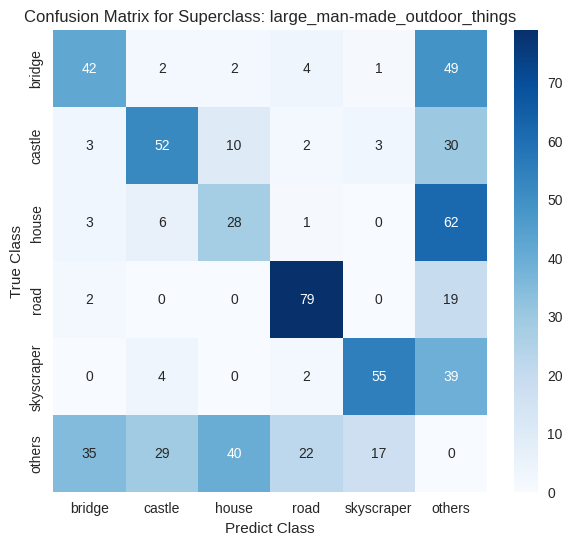 Confusion Matrix for Superclass: large_man-made_outdoor_things
True Class
bridge 42 2 2 4 1 49
castle 3 52 10 2 3 30
house 3 6 28 1 0 62
road 2 0 0 79 0 19
skyscraper 0 4 0 2 55 39
others 35 29 40 22 17 0
bridge castle house road skyscraper others
Predict Class
70
60
50
40
30
20
10
0